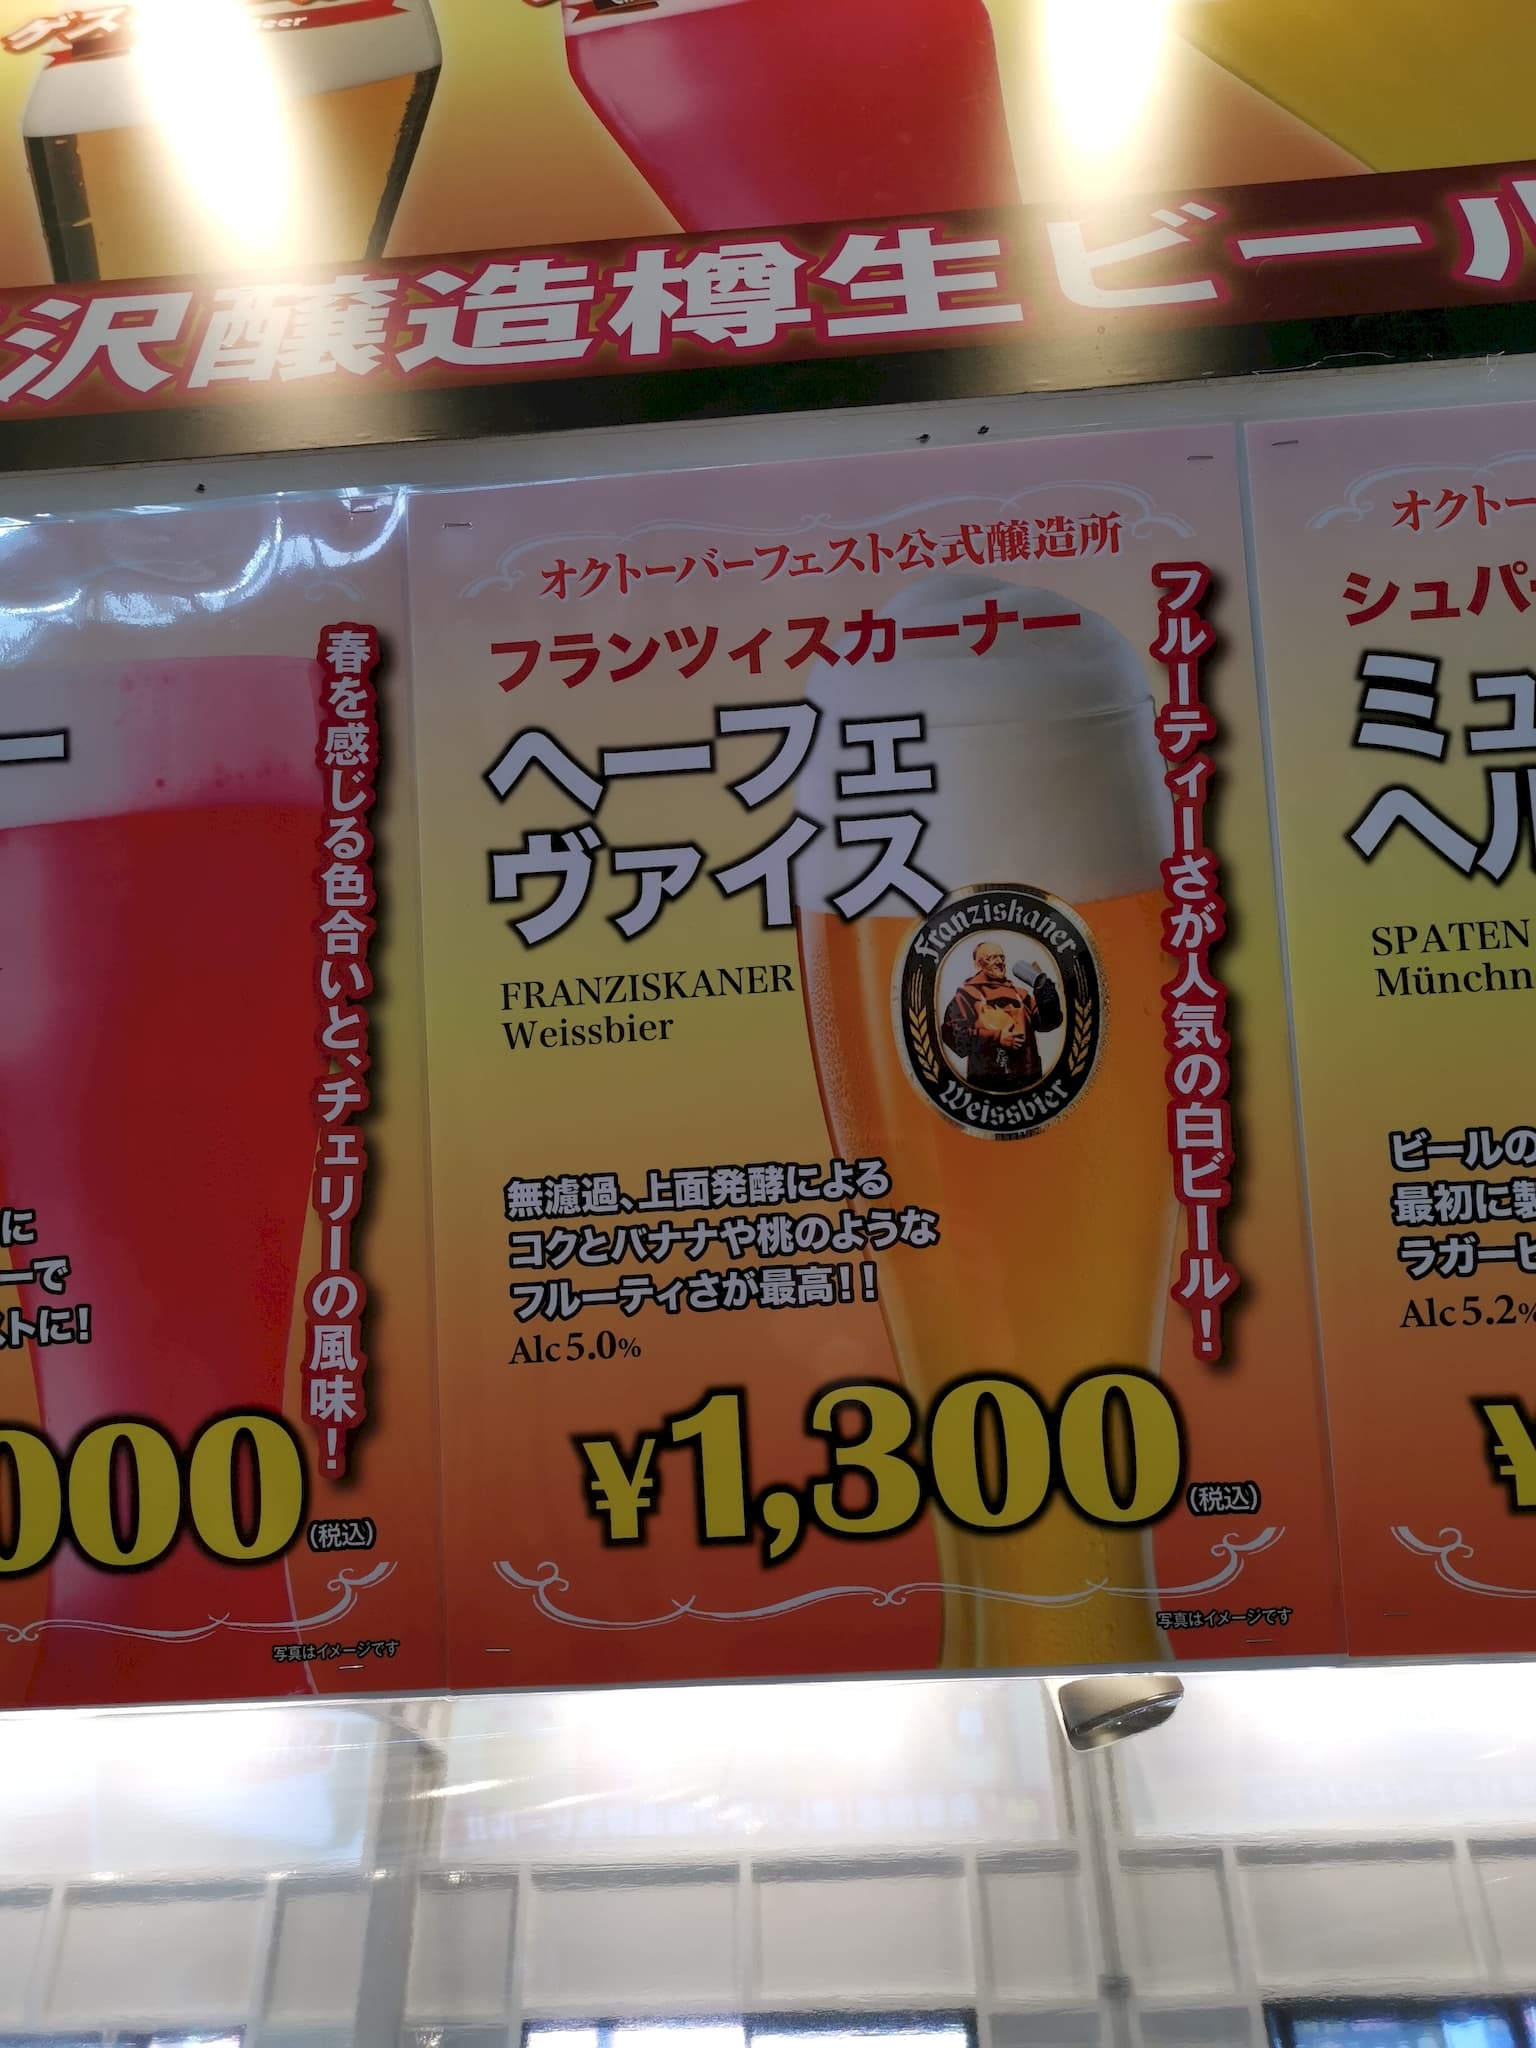 ゲス
eer
沢醸造樽生ビール
ー
春を感じる色合いと、チェリーの風味!
に
ーで
ストに!
000
(税込)
写真はイメージです
オクトーバーフェスト公式醸造所
フランツィスカーナー
ヘーフェ
ヴァイス
FRANZISKANER
Weissbier
Franziskaner
Weissbier
フルーティーさが人気の白ビール!
無濾過、上面発酵による
コクとバナナや桃のような
フルーティさが最高!!
Alc 5.0%
¥1,300
(税込)
写真はイメージです
オクトー
シュパ
ミュ
ヘル
SPATEN
Münchn
ビールの
最初に製
ラガービ
Alc 5.2%
¥